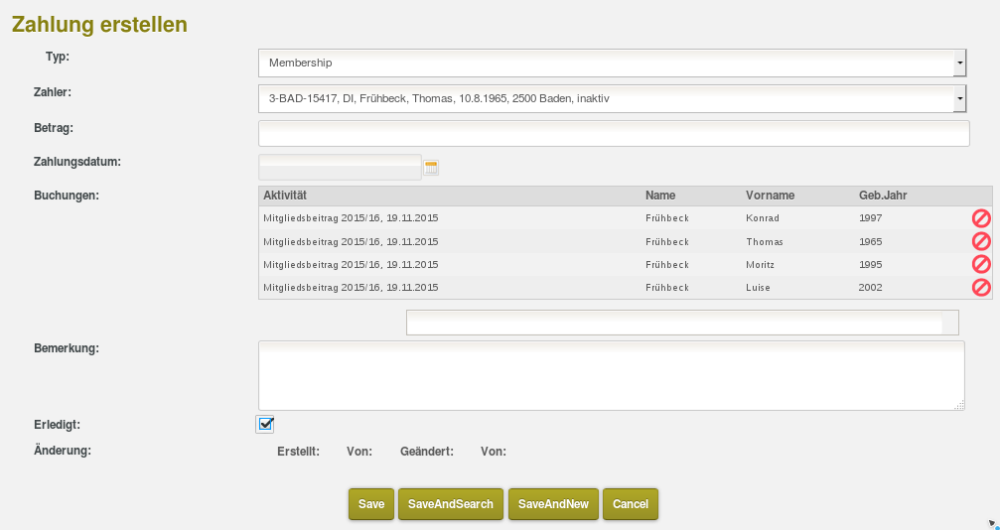 Zahlung erstellen
Typ: Membership
Zahler: 3-BAD-15417, DI, Frühbeck, Thomas, 10.8.1965, 2500 Baden, inaktiv
Betrag:
Zahlungsdatum:
Buchungen: Aktivität Name Vorname Geb.Jahr
Mitgliedsbeitrag 2015/16, 19.11.2015 Frühbeck Konrad 1997
Mitgliedsbeitrag 2015/16, 19.11.2015 Frühbeck Thomas 1965
Mitgliedsbeitrag 2015/16, 19.11.2015 Frühbeck Moritz 1995
Mitgliedsbeitrag 2015/16, 19.11.2015 Frühbeck Luise 2002
Bemerkung:
Erledigt:
Änderung: Erstellt: Von: Geändert: Von:
Save SaveAndSearch SaveAndNew Cancel